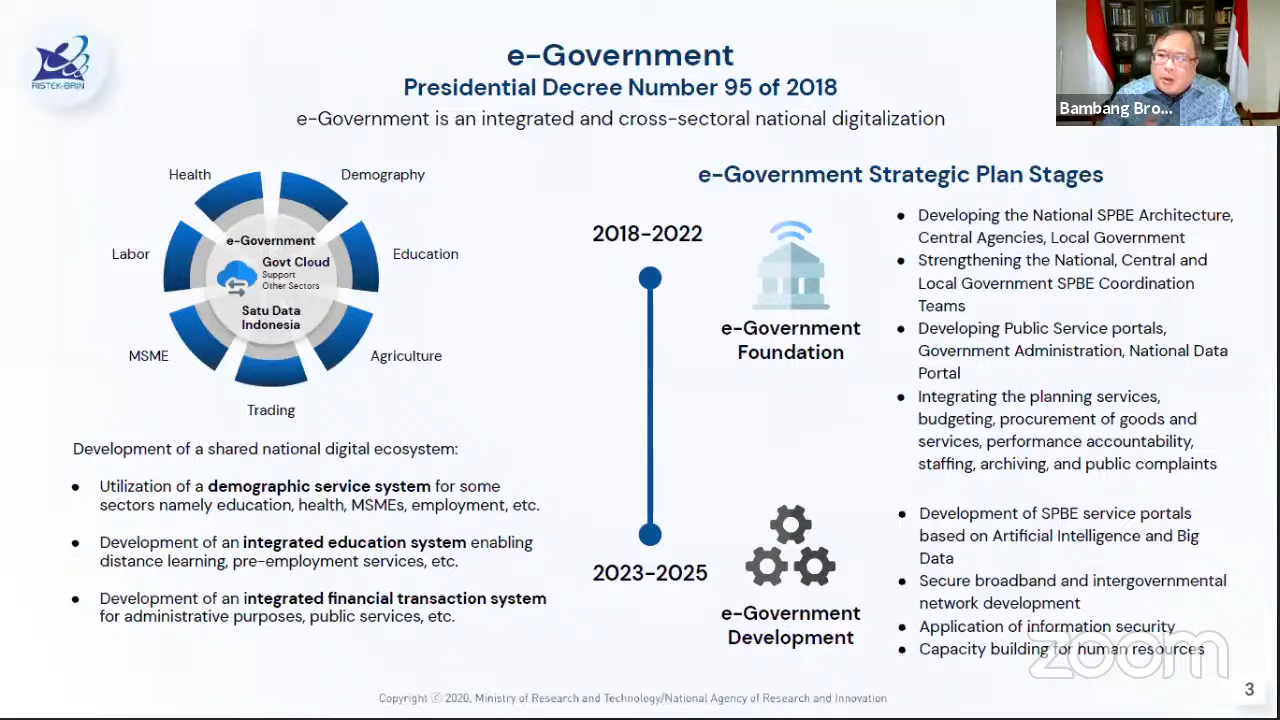 RISTEK-BRIN
e-Government
Presidential Decree Number 95 of 2018
e-Government is an integrated and cross-sectoral national digitalization
Bambang Bro...
Health
Demography
Labor
Education
MSME
Agriculture
Trading
e-Government
Govt Cloud
Support
Other Sectors
Satu Data
Indonesia
Development of a shared national digital ecosystem:
● Utilization of a demographic service system for some
sectors namely education, health, MSMEs, employment, etc.
● Development of an integrated education system enabling
distance learning, pre-employment services, etc.
● Development of an integrated financial transaction system
for administrative purposes, public services, etc.
e-Government Strategic Plan Stages
2018-2022
e-Government
Foundation
● Developing the National SPBE Architecture,
Central Agencies, Local Government
● Strengthening the National, Central and
Local Government SPBE Coordination
Teams
● Developing Public Service portals,
Government Administration, National Data
Portal
● Integrating the planning services,
budgeting, procurement of goods and
services, performance accountability,
staffing, archiving, and public complaints
2023-2025
e-Government
Development
● Development of SPBE service portals
based on Artificial Intelligence and Big
Data
● Secure broadband and intergovernmental
network development
● Application of information security
● Capacity building for human resources
zoom
Copyright ⓒ 2020, Ministry of Research and Technology/National Agency of Research and Innovation
3